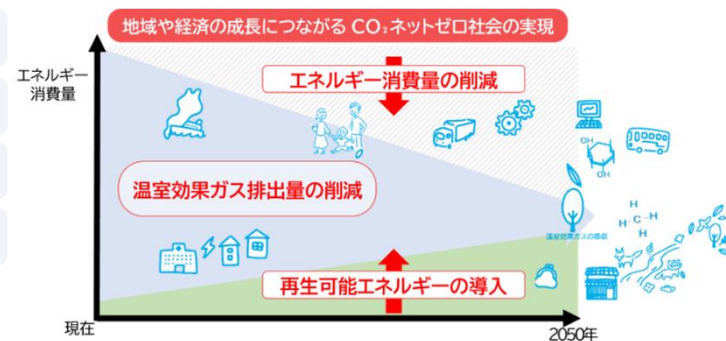 地域や経済の成長につながる CO₂ネットゼロ社会の実現
エネルギー
消費量
エネルギー消費量の削減
温室効果ガス排出量の削減
OH
OH
温室効果ガスの吸収
H
H C H
H
再生可能エネルギーの導入
現在
2050年